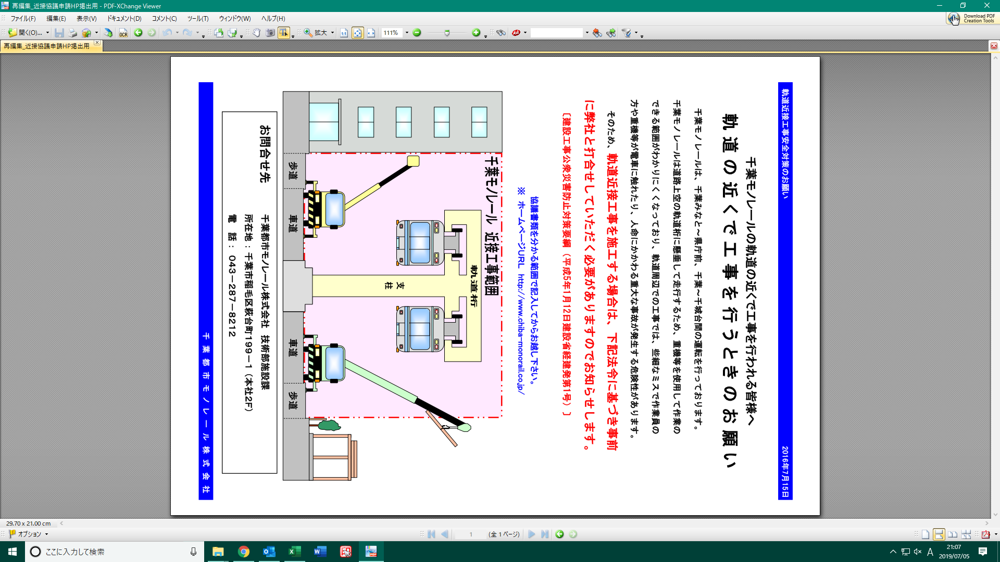 再編集_近接協議申請HP掲出用 - PDF-XChange Viewer
ファイル(F) 編集(E) 表示(V) ドキュメント(D) コメント(C) ツール(T) ウィンドウ(W) ヘルプ(H)
Download PDF
Creation Tools
開く(O)... OCR 拡大 1:1 111%
再編集_近接協議申請HP掲出用
軌道近接工事安全対策のお願い 2016年7月15日
千葉モノレールの軌道の近くで工事を行われる皆様へ
軌道の近くで工事を行うときのお願い
千葉モノレールは、千葉みなと～県庁前、千葉～千城台間の運転を行っております。
千葉モノレールは道路上空の軌道桁に懸垂して走行するため、重機等を使用して作業の
できる範囲がわかりにくくなっており、軌道周辺での工事では、些細なミスで作業員の
方や重機等が電車に触れたり、人命にかかわる重大な事故が発生する危険性があります。
そのため、軌道近接工事を施工する場合は、下記法令に基づき事前
に弊社と打合せしていただく必要がありますのでお知らせします。
［建設工事公衆災害防止対策要綱（平成5年1月12日建設省経建発第1号）］
協議書類を分かる範囲で記入してからお越し下さい。
※ ホームページURL http://www.chiba-monorail.co.jp/
千葉モノレール 近接工事範囲
軌道桁
支柱
歩道 車道 車道 歩道
お問合せ先
千葉都市モノレール株式会社 技術部施設課
所在地：千葉市稲毛区萩台町199－1（本社2F）
電 話：043－287－8212
千葉都市モノレール株式会社
29.70 x 21.00 cm
オプション 1 (全 1 ページ)
ここに入力して検索
A 21:07
2019/07/05